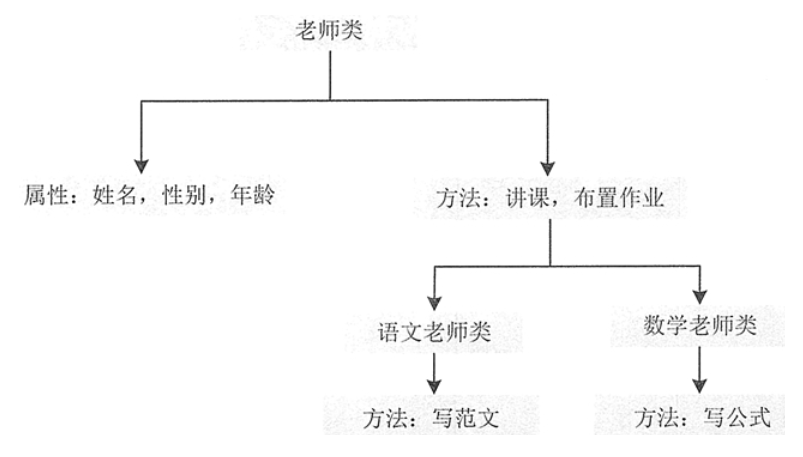 老师类
属性：姓名，性别，年龄
方法：讲课，布置作业
语文老师类
数学老师类
方法：写范文
方法：写公式